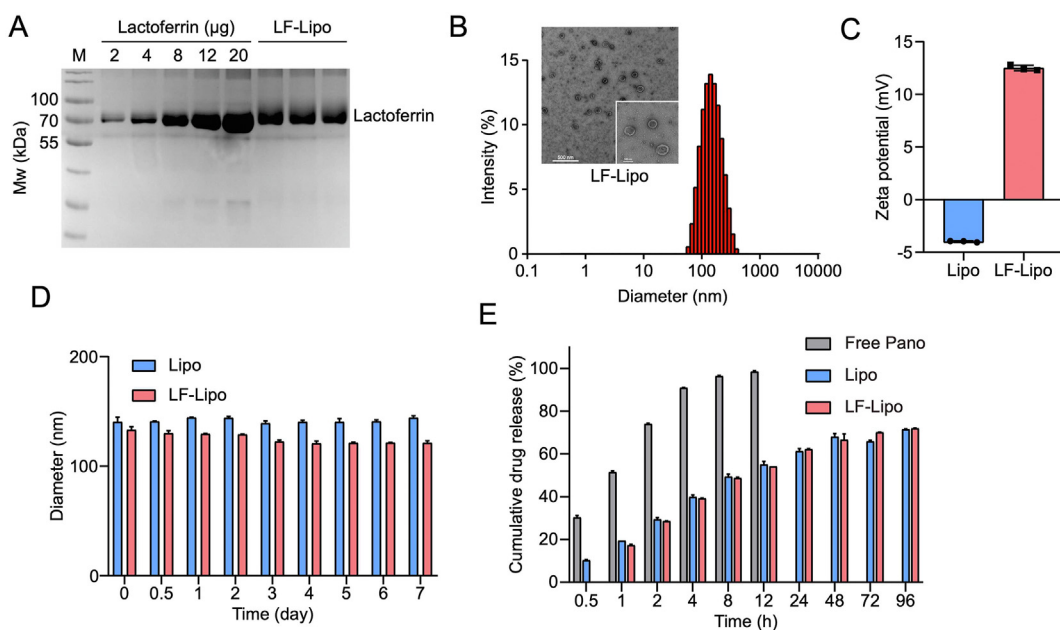 A
Lactoferrin (µg) LF-Lipo
M 2 4 8 12 20
100
70
55
Mw (kDa)
Lactoferrin
B
15
10
5
0
Intensity (%)
500 nm
LF-Lipo
0.1 1 10 100 1000 10000
Diameter (nm)
C
15
10
5
0
-5
Zeta potential (mV)
Lipo LF-Lipo
D
Lipo
LF-Lipo
200
100
0
Diameter (nm)
0 0.5 1 2 3 4 5 6 7
Time (day)
E
Free Pano
Lipo
LF-Lipo
100
80
60
40
20
0
Cumulative drug release (%)
0.5 1 2 4 8 12 24 48 72 96
Time (h)